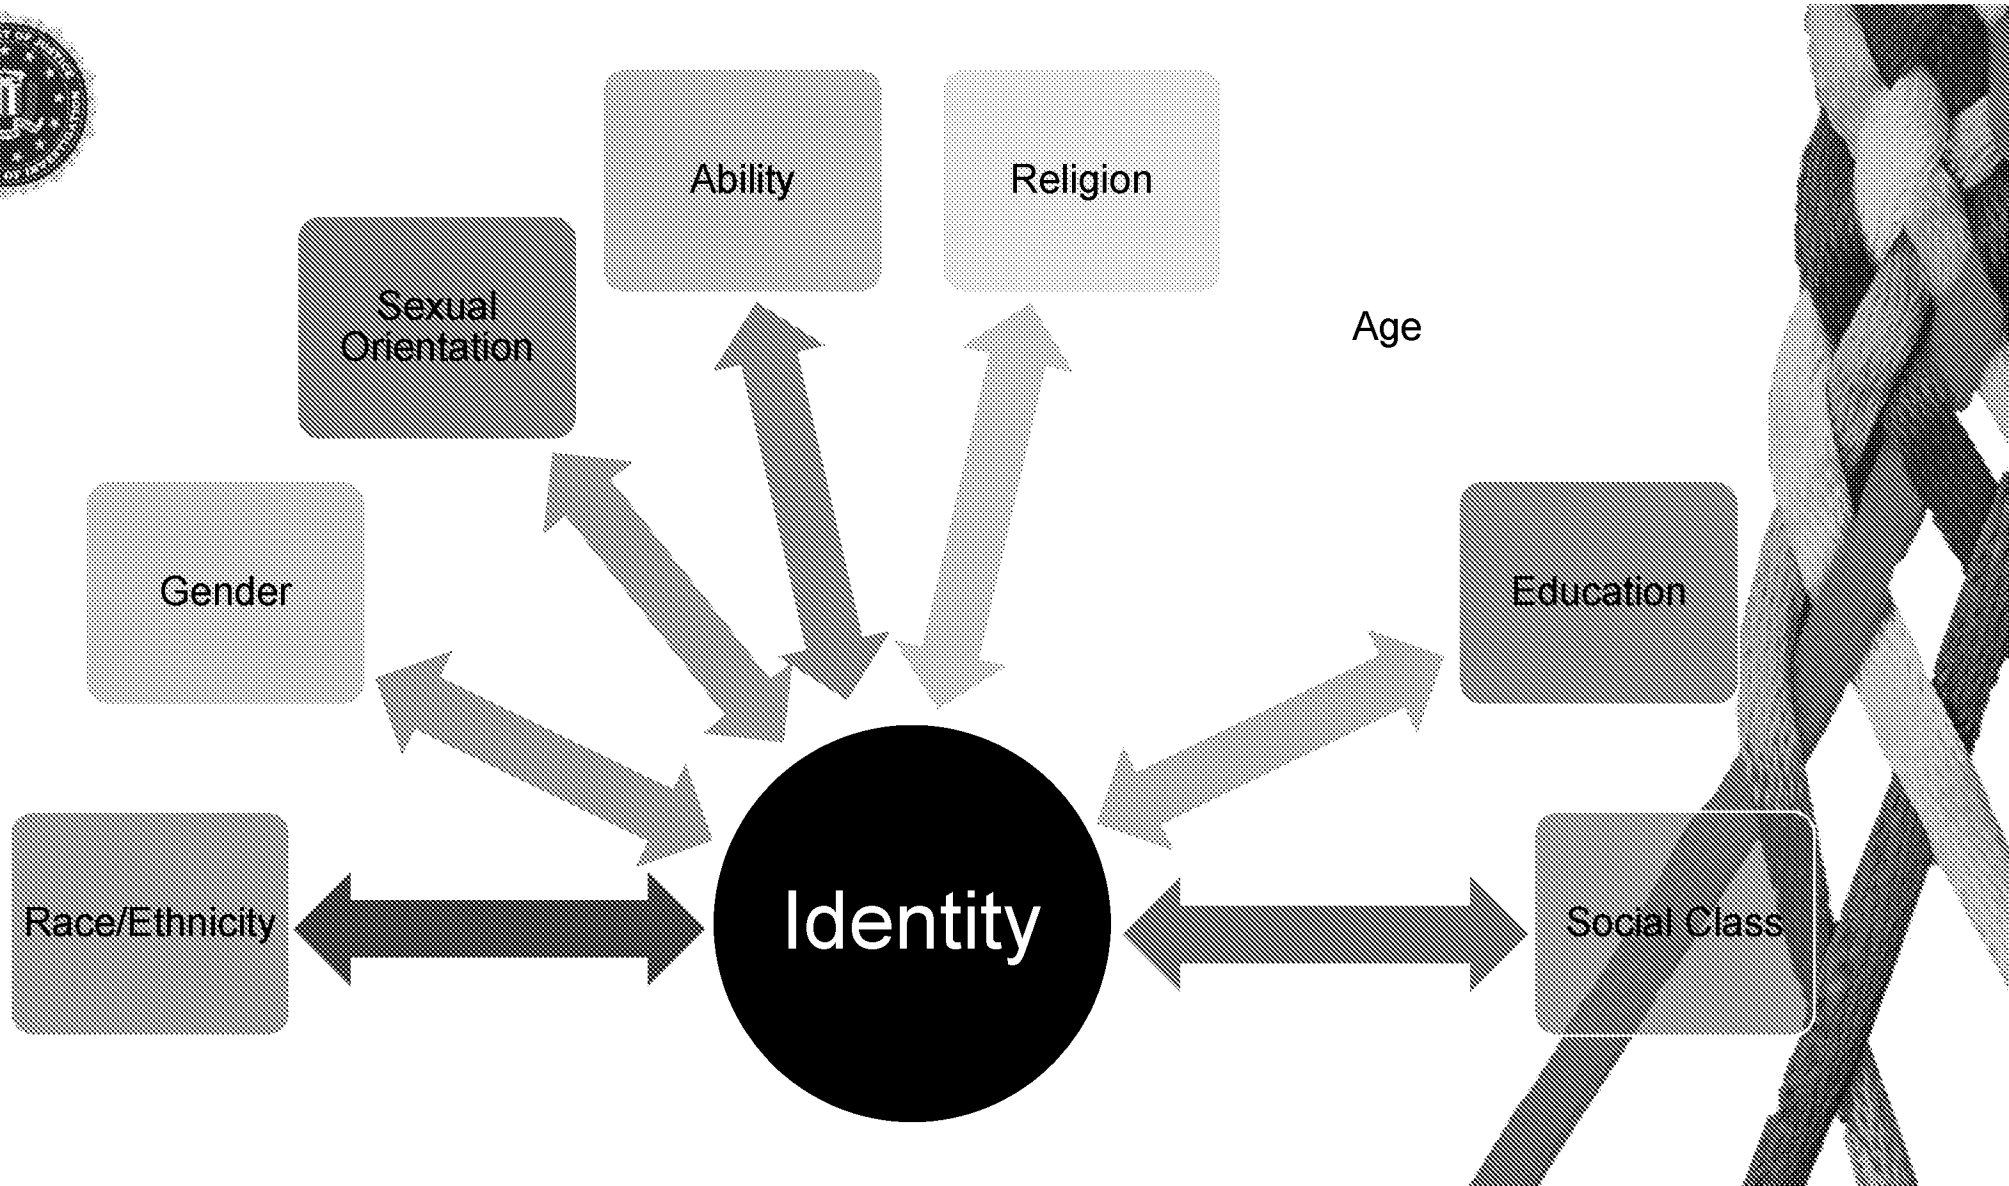 Ability
Religion
Sexual
Orientation
Age
Gender
Education
Race/Ethnicity
Identity
Social Class